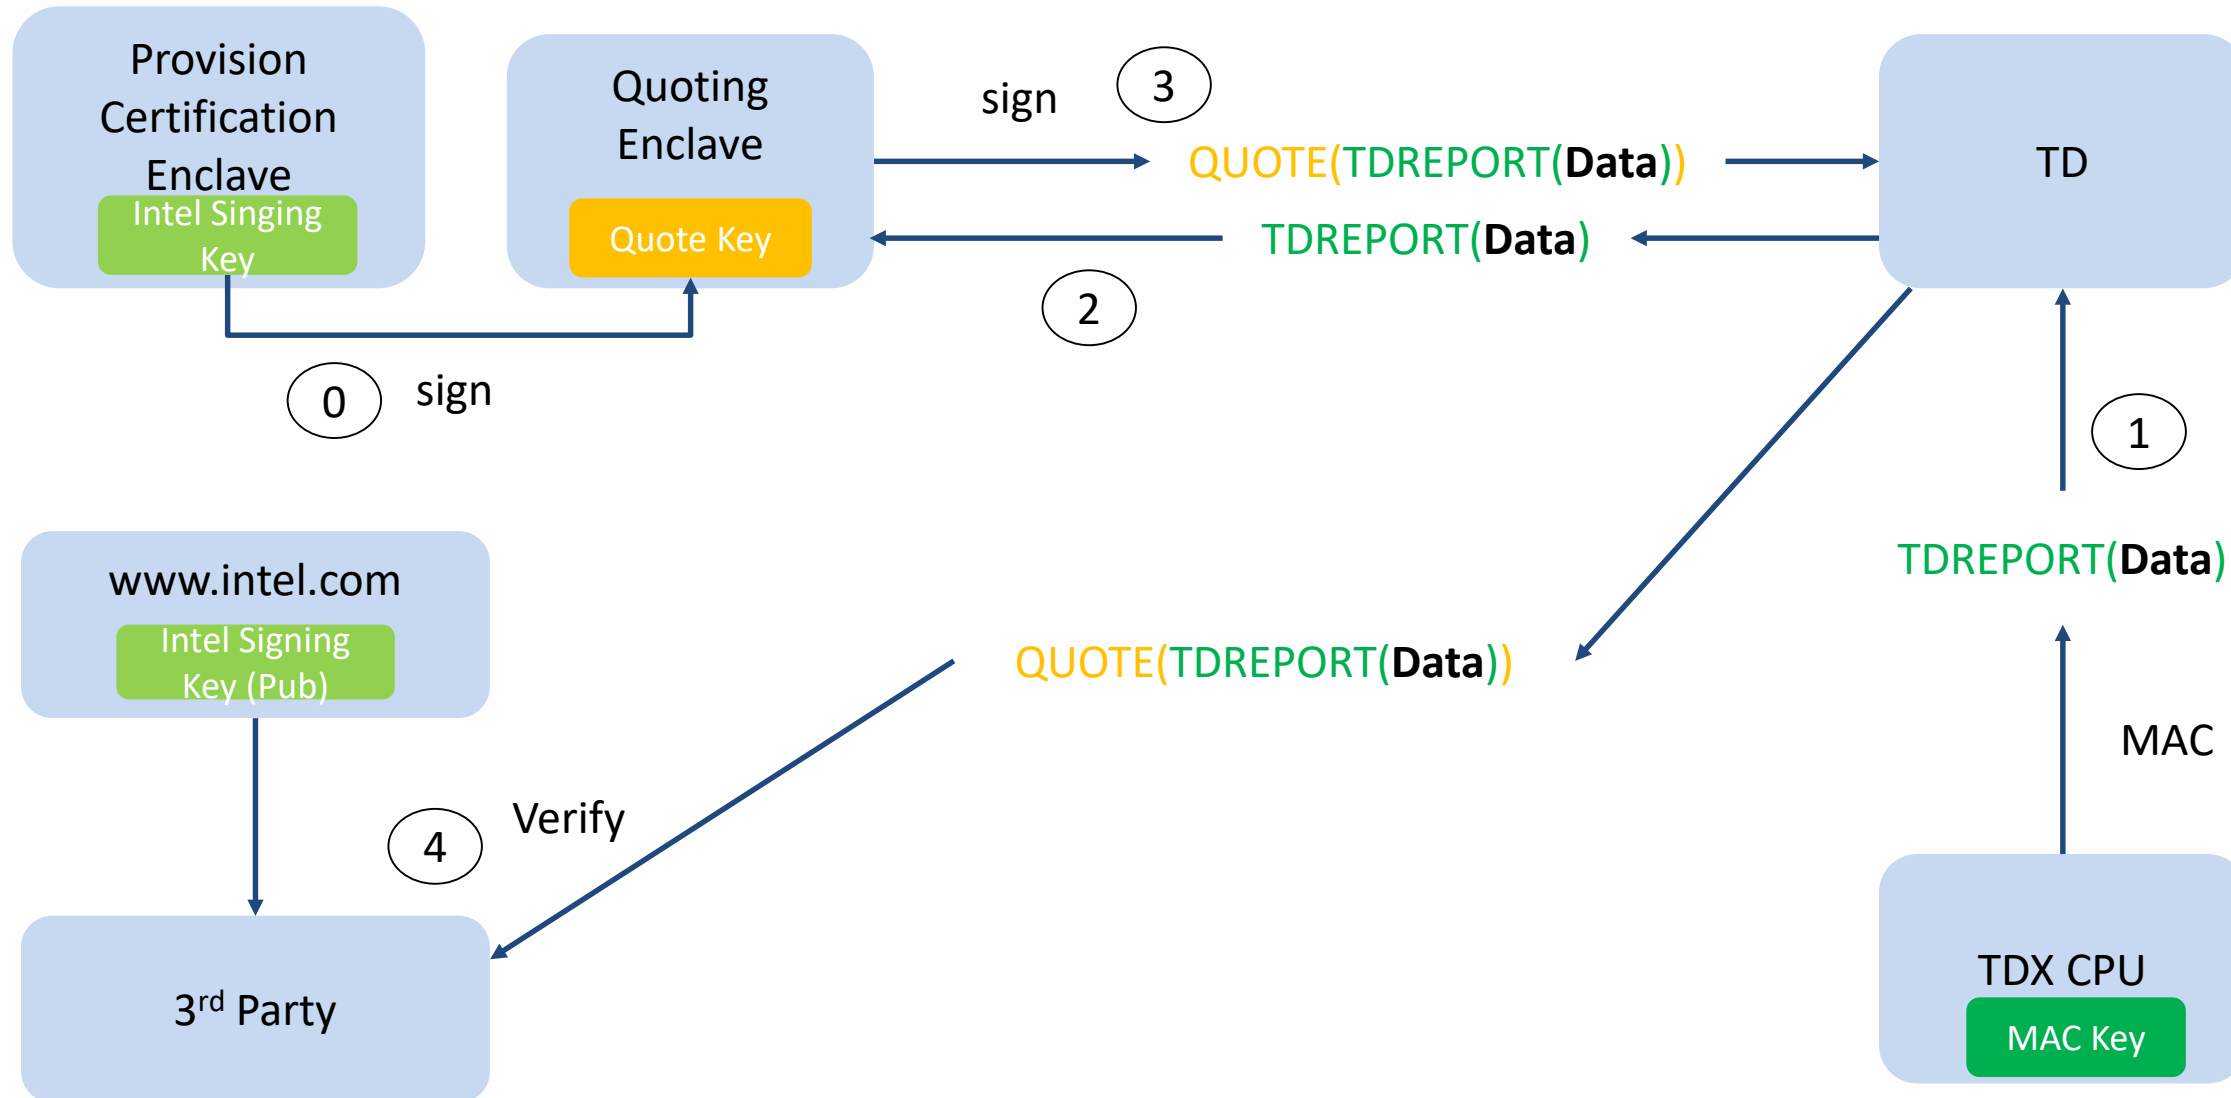 Provision
Certification
Enclave
Intel Singing
Key
Quoting
Enclave
Quote Key
sign
3
QUOTE(TDREPORT(Data))
TDREPORT(Data)
2
TD
0
sign
1
TDREPORT(Data)
www.intel.com
Intel Signing
Key (Pub)
QUOTE(TDREPORT(Data))
MAC
4
Verify
3rd Party
TDX CPU
MAC Key